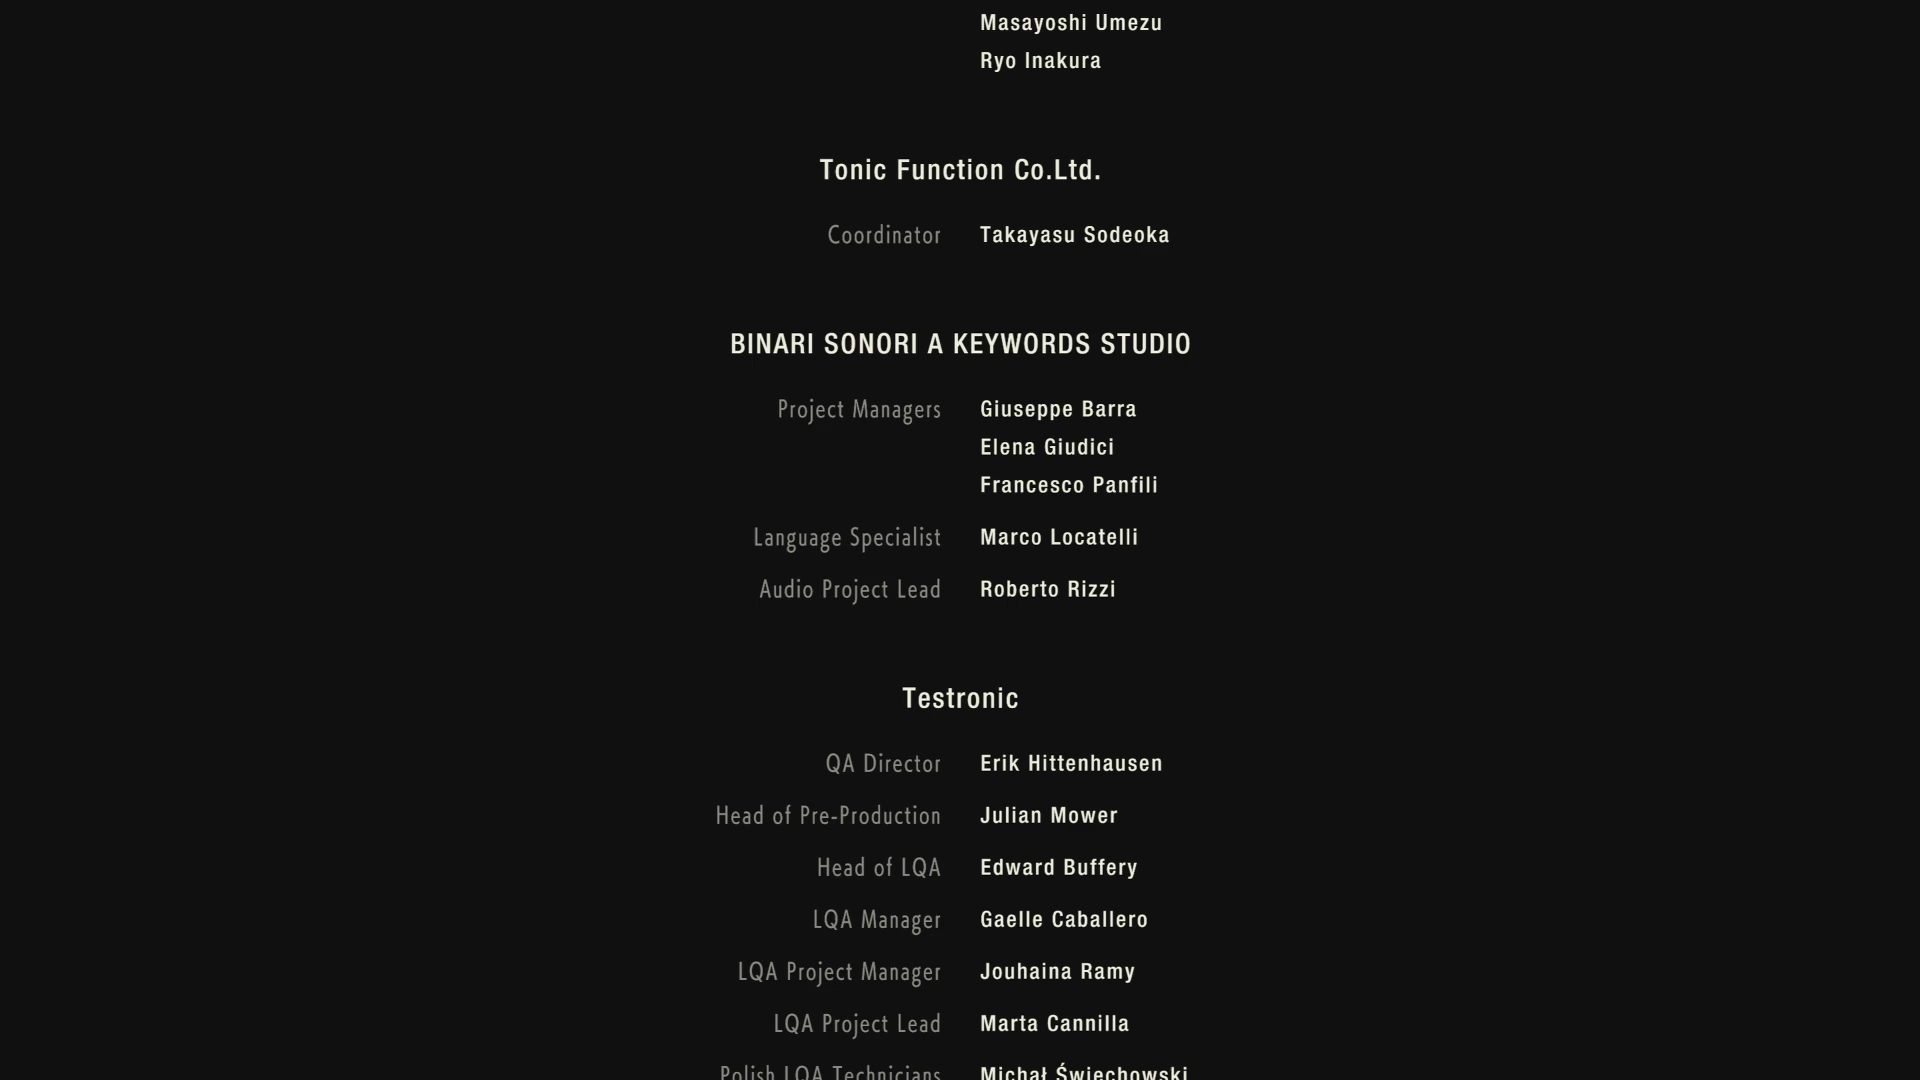 Masayoshi Umezu
Ryo Inakura
Tonic Function Co.Ltd.
Coordinator Takayasu Sodeoka
BINARI SONORI A KEYWORDS STUDIO
Project Managers Giuseppe Barra
Elena Giudici
Francesco Panfili
Language Specialist Marco Locatelli
Audio Project Lead Roberto Rizzi
Testronic
QA Director Erik Hittenhausen
Head of Pre-Production Julian Mower
Head of LQA Edward Buffery
LQA Manager Gaelle Caballero
LQA Project Manager Jouhaina Ramy
LQA Project Lead Marta Cannilla
Polish LQA Technicians Michał Świechowski